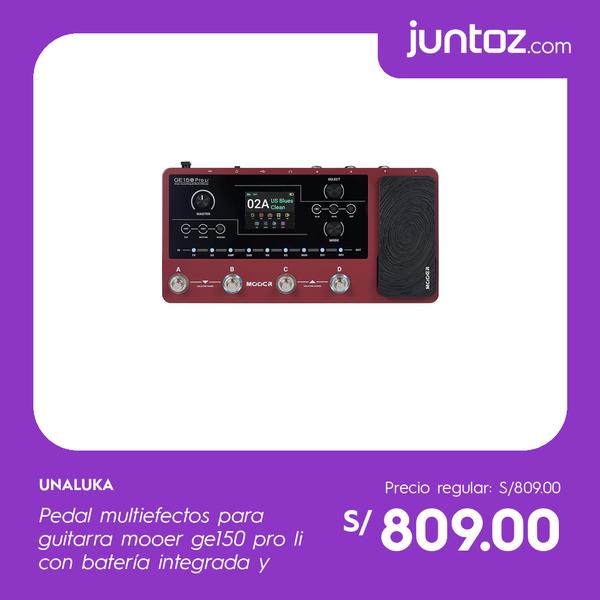 juntoz.com
GE150 Pro Li
SELECT
MASTER
02A
US Blues
Clean
MODE
A
B
C
D
MOOER
MOOER
UNALUKA
Precio regular: S/809.00
Pedal multiefectos para
guitarra mooer ge150 pro li
con batería integrada y
S/ 809.00